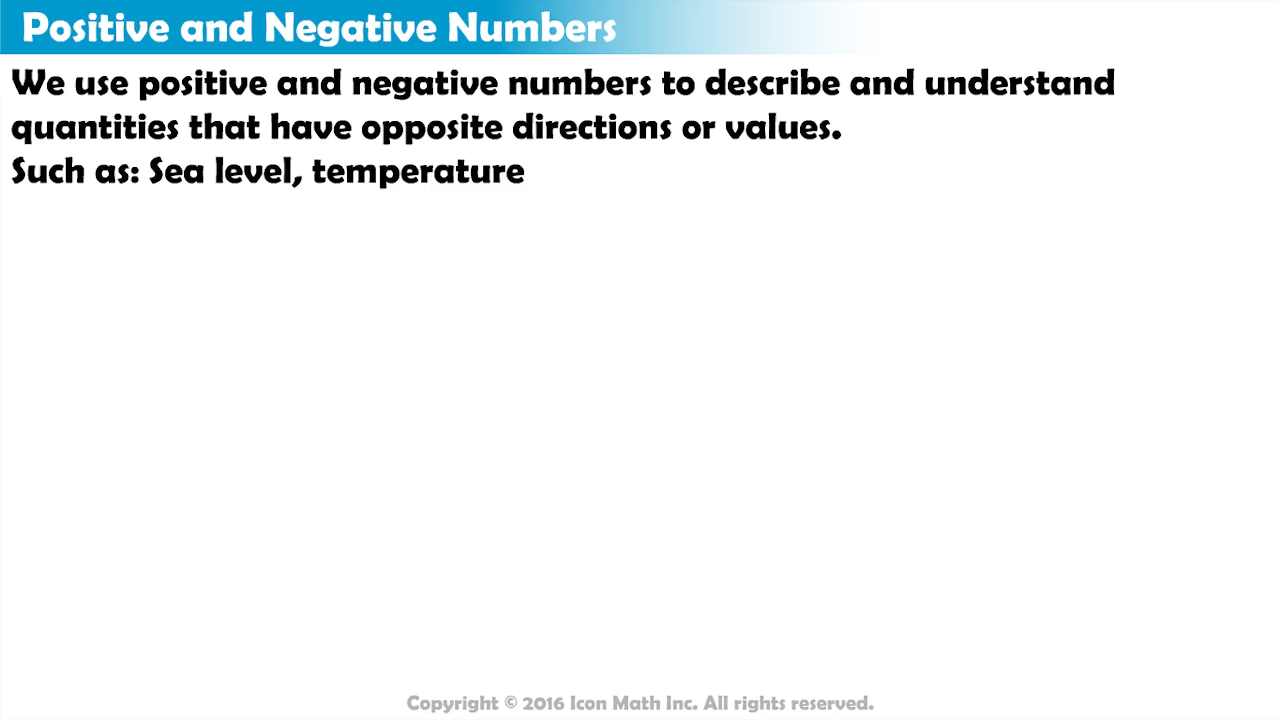 Positive and Negative Numbers
We use positive and negative numbers to describe and understand
quantities that have opposite directions or values.
Such as: Sea level, temperature
Copyright © 2016 Icon Math Inc. All rights reserved.